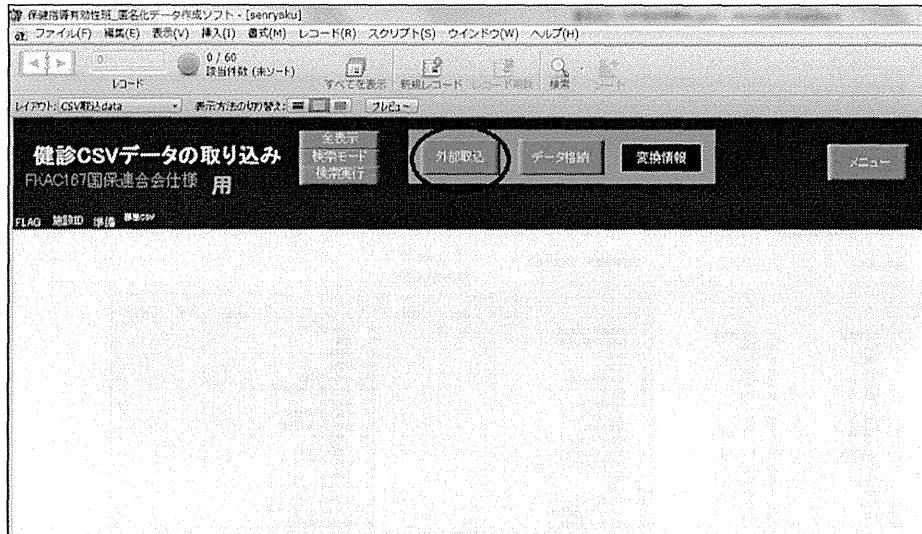 保健指導有効性班_匿名化データ作成ソフト - [senryaku]
ファイル(F) 編集(E) 表示(V) 挿入(I) 書式(M) レコード(R) スクリプト(S) ウインドウ(W) ヘルプ(H)
0
0 / 60
該当件数 (未ソート)
レコード
すべてを表示 新規レコード レコード削除 検索 ソート
レイアウト: CSV取込data 表示方法の切り替え: プレビュー
健診CSVデータの取り込み
FKAC167国保連合会仕様 用
全表示
検索モード
検索実行
外部取込 データ格納 変換情報 メニュー
FLAG 施設ID 準備 標準CSV